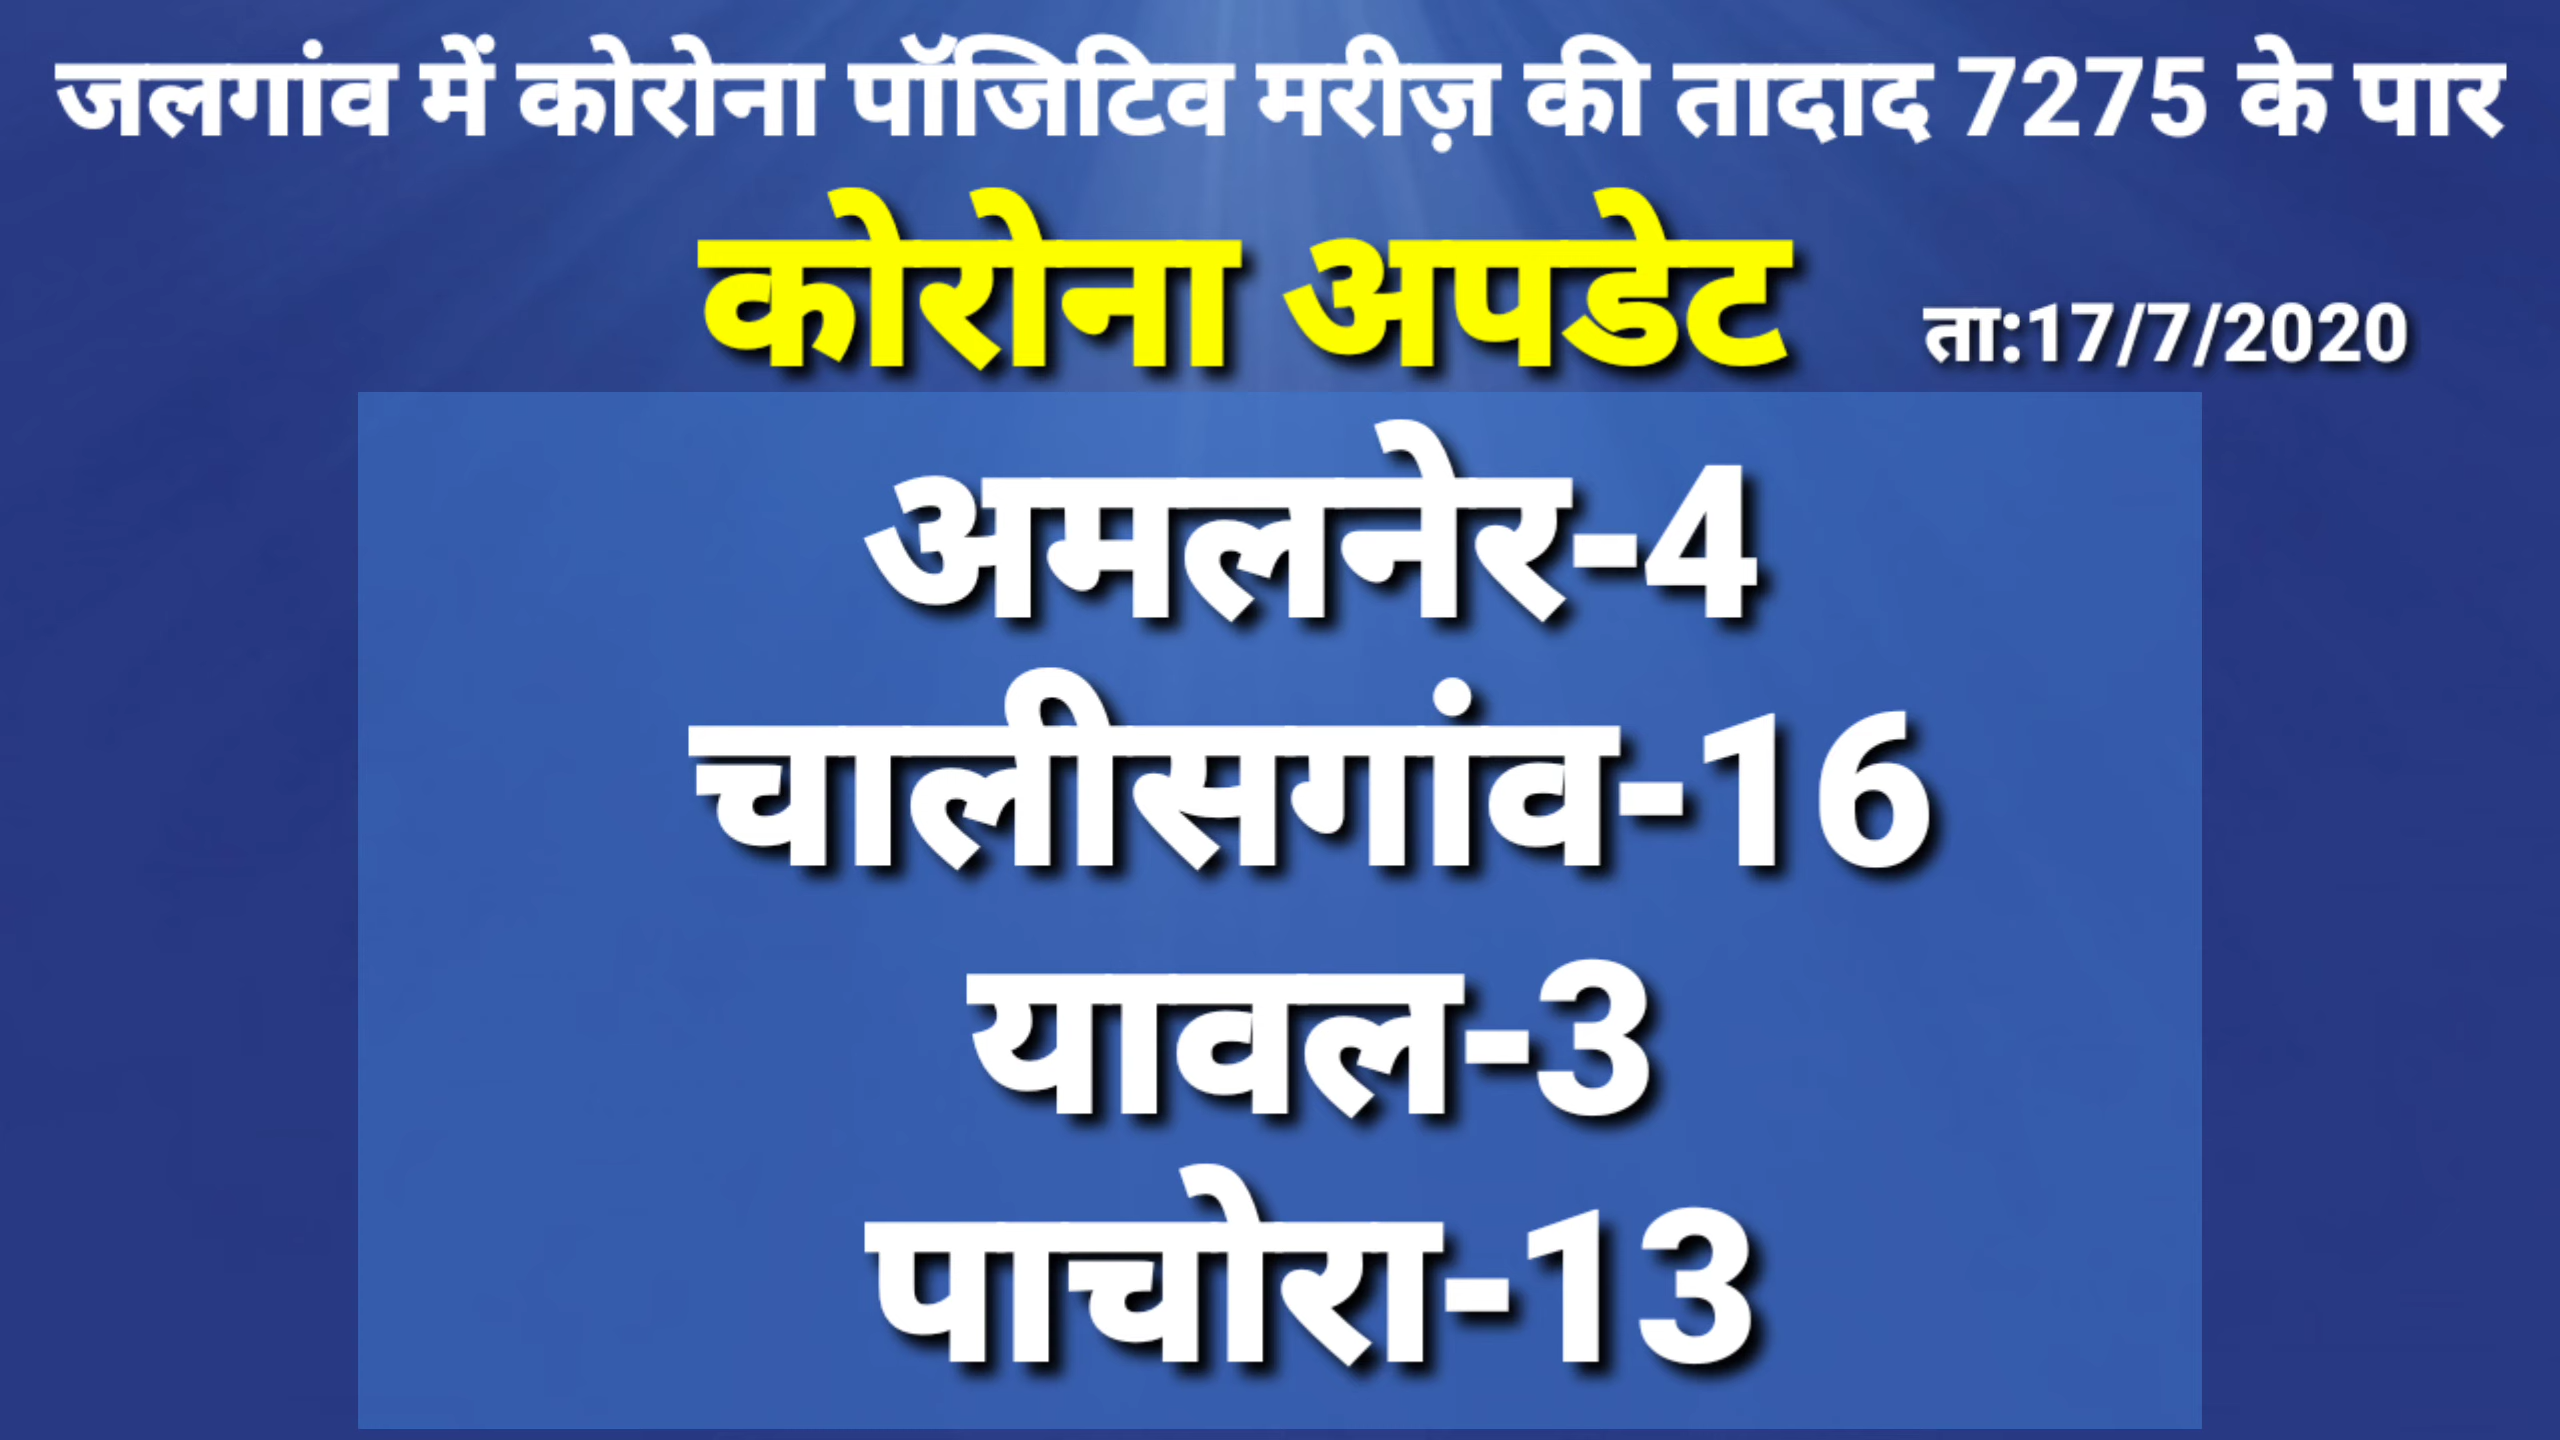 जलगांव में कोरोना पॉजिटिव मरीज़ की तादाद 7275 के पार
कोरोना अपडेट
ता:17/7/2020
अमलनेर-4
चालीसगांव-16
यावल-3
पाचोरा-13